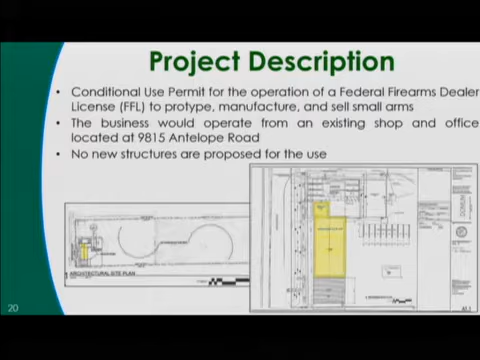 Project Description
• Conditional Use Permit for the operation of a Federal Firearms Dealer
License (FFL) to protype, manufacture, and sell small arms
• The business would operate from an existing shop and office
located at 9815 Antelope Road
• No new structures are proposed for the use
ARCHITECTURAL SITE PLAN
20